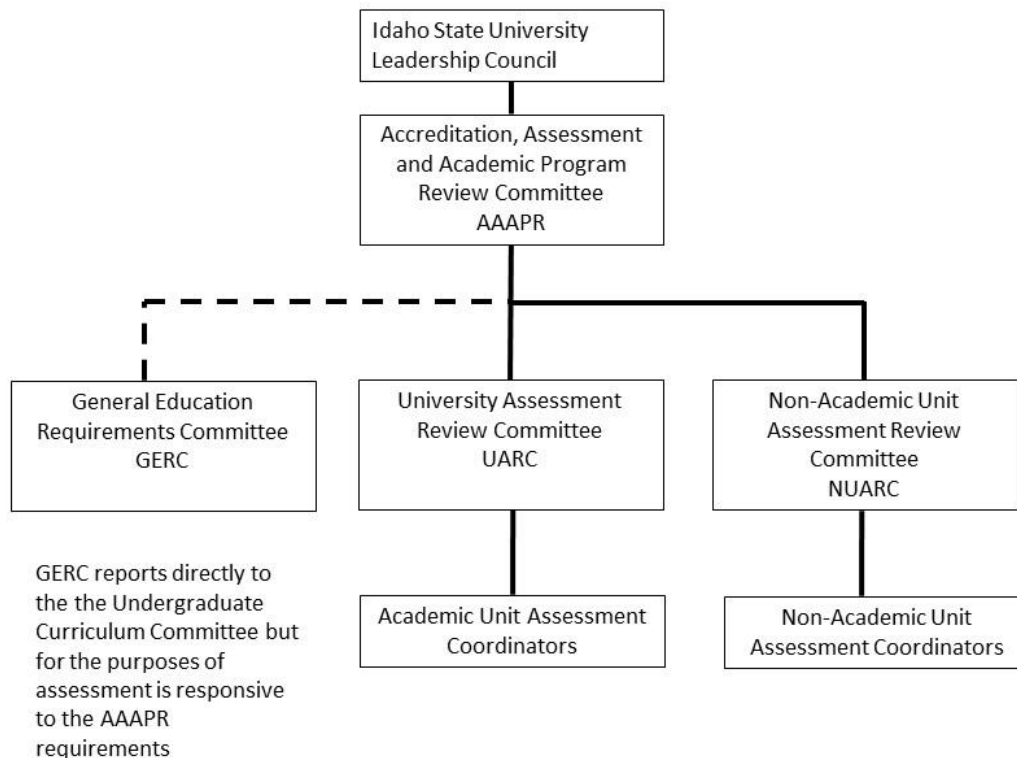 Idaho State University
Leadership Council
Accreditation, Assessment
and Academic Program
Review Committee
AAAPR
General Education
Requirements Committee
GERC
University Assessment
Review Committee
UARC
Non-Academic Unit
Assessment Review
Committee
NUARC
GERC reports directly to
the the Undergraduate
Curriculum Committee but
for the purposes of
assessment is responsive
to the AAAPR
requirements
Academic Unit Assessment
Coordinators
Non-Academic Unit
Assessment Coordinators